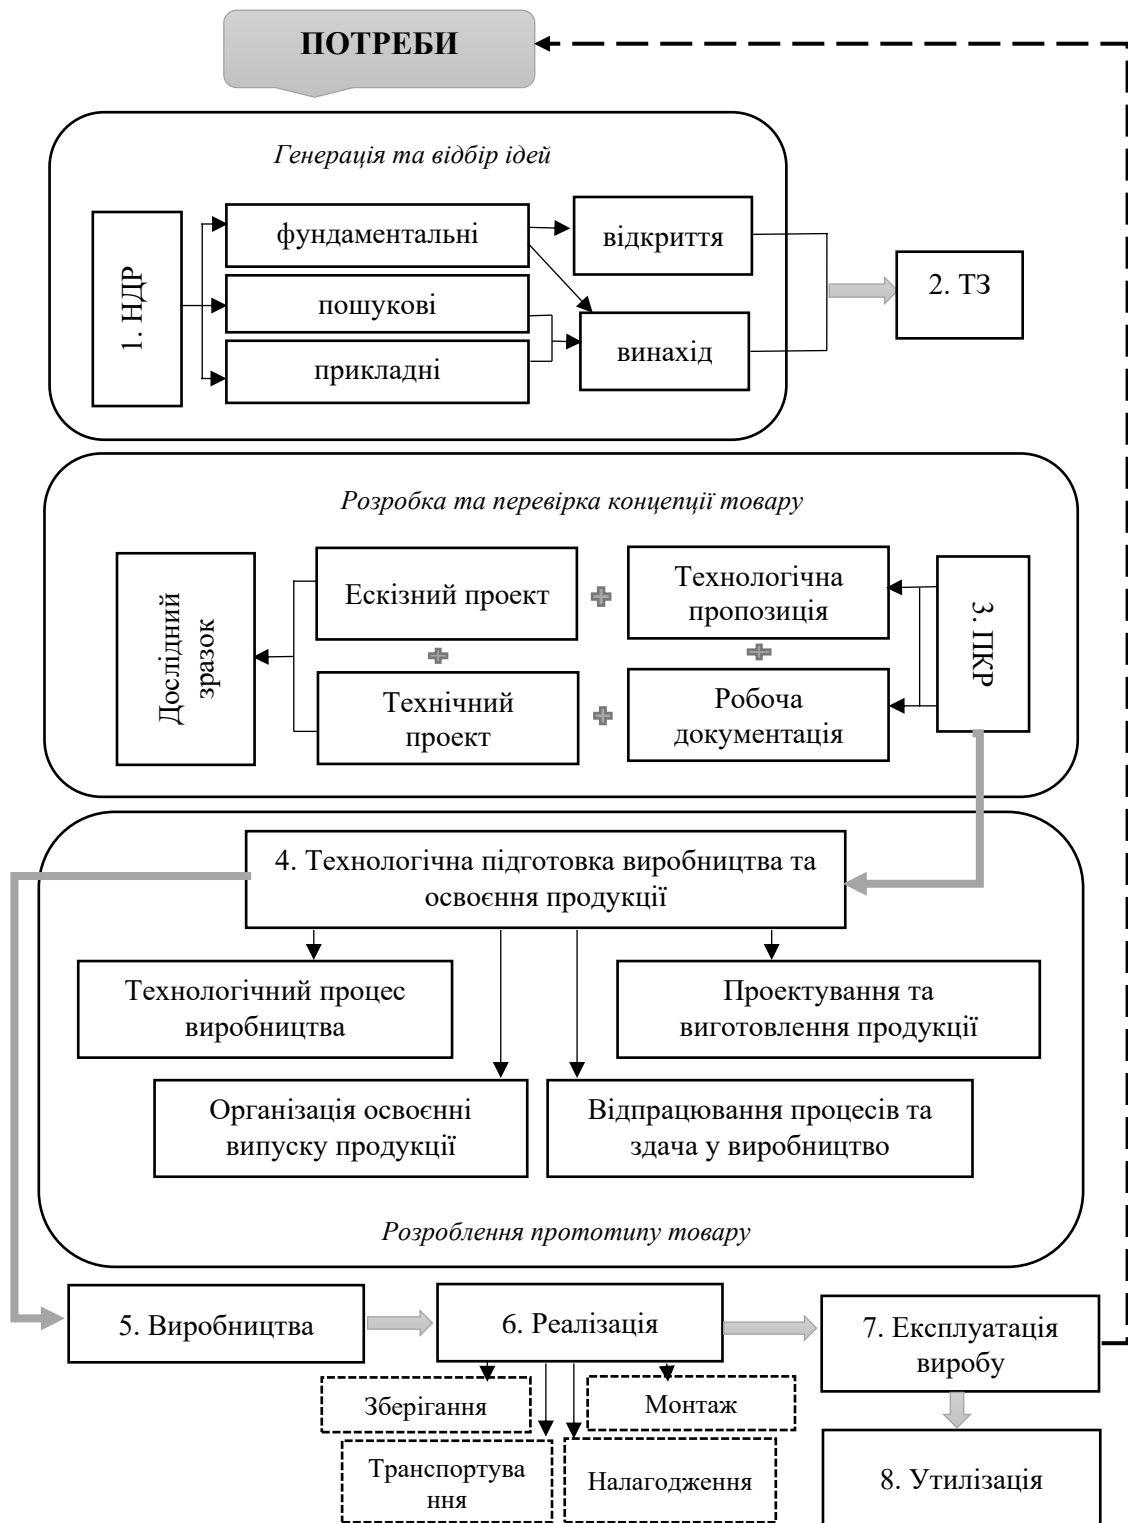 ПОТРЕБИ
Генерація та відбір ідей
1. НДР
фундаментальні
пошукові
прикладні
відкриття
винахід
2. ТЗ
Розробка та перевірка концепції товару
Дослідний
зразок
Ескізний проект
Технологічна
пропозиція
3. ПКР
Технічний
проект
Робоча
документація
4. Технологічна підготовка виробництва та
освоєння продукції
Технологічний процес
виробництва
Проектування та
виготовлення продукції
Організація освоєнні
випуску продукції
Відпрацювання процесів та
здача у виробництво
Розроблення прототипу товару
5. Виробництва
6. Реалізація
7. Експлуатація
виробу
Зберігання
Монтаж
Транспортува
ння
Налагодження
8. Утилізація